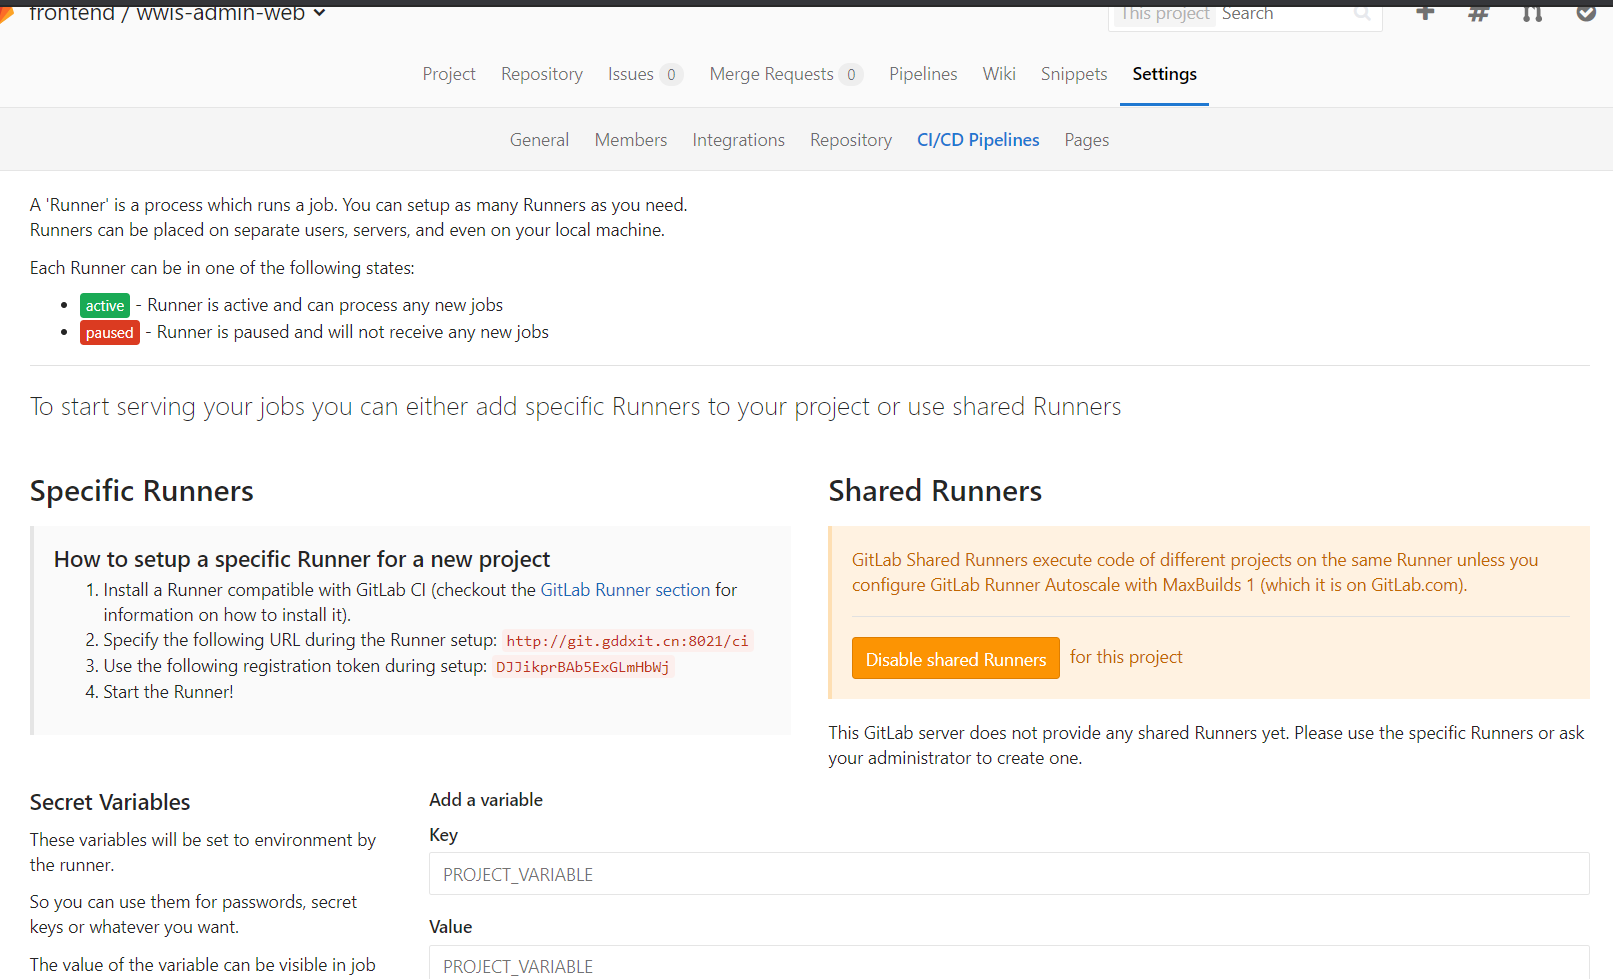 frontend / wwis-admin-web
This project Search
Project Repository Issues 0 Merge Requests 0 Pipelines Wiki Snippets Settings
General Members Integrations Repository CI/CD Pipelines Pages
A 'Runner' is a process which runs a job. You can setup as many Runners as you need.
Runners can be placed on separate users, servers, and even on your local machine.
Each Runner can be in one of the following states:
• active - Runner is active and can process any new jobs
• paused - Runner is paused and will not receive any new jobs
To start serving your jobs you can either add specific Runners to your project or use shared Runners
Specific Runners
How to setup a specific Runner for a new project
1. Install a Runner compatible with GitLab CI (checkout the GitLab Runner section for
information on how to install it).
2. Specify the following URL during the Runner setup: http://git.gddxit.cn:8021/ci
3. Use the following registration token during setup: DJJikprBAb5ExGLmHbWj
4. Start the Runner!
Shared Runners
GitLab Shared Runners execute code of different projects on the same Runner unless you
configure GitLab Runner Autoscale with MaxBuilds 1 (which it is on GitLab.com).
Disable shared Runners for this project
This GitLab server does not provide any shared Runners yet. Please use the specific Runners or ask
your administrator to create one.
Secret Variables
These variables will be set to environment by
the runner.
So you can use them for passwords, secret
keys or whatever you want.
The value of the variable can be visible in job
Add a variable
Key
PROJECT_VARIABLE
Value
PROJECT_VARIABLE